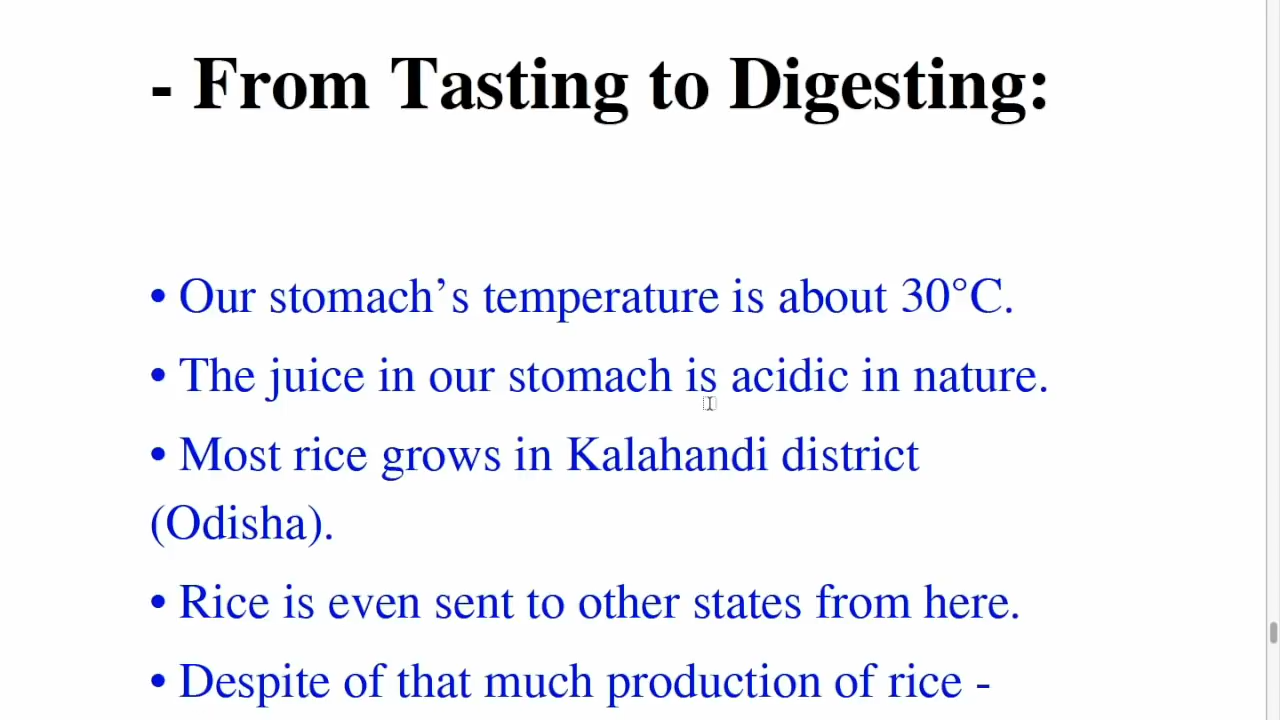 - From Tasting to Digesting:
• Our stomach’s temperature is about 30°C.
• The juice in our stomach is acidic in nature.
• Most rice grows in Kalahandi district
(Odisha).
• Rice is even sent to other states from here.
• Despite of that much production of rice -